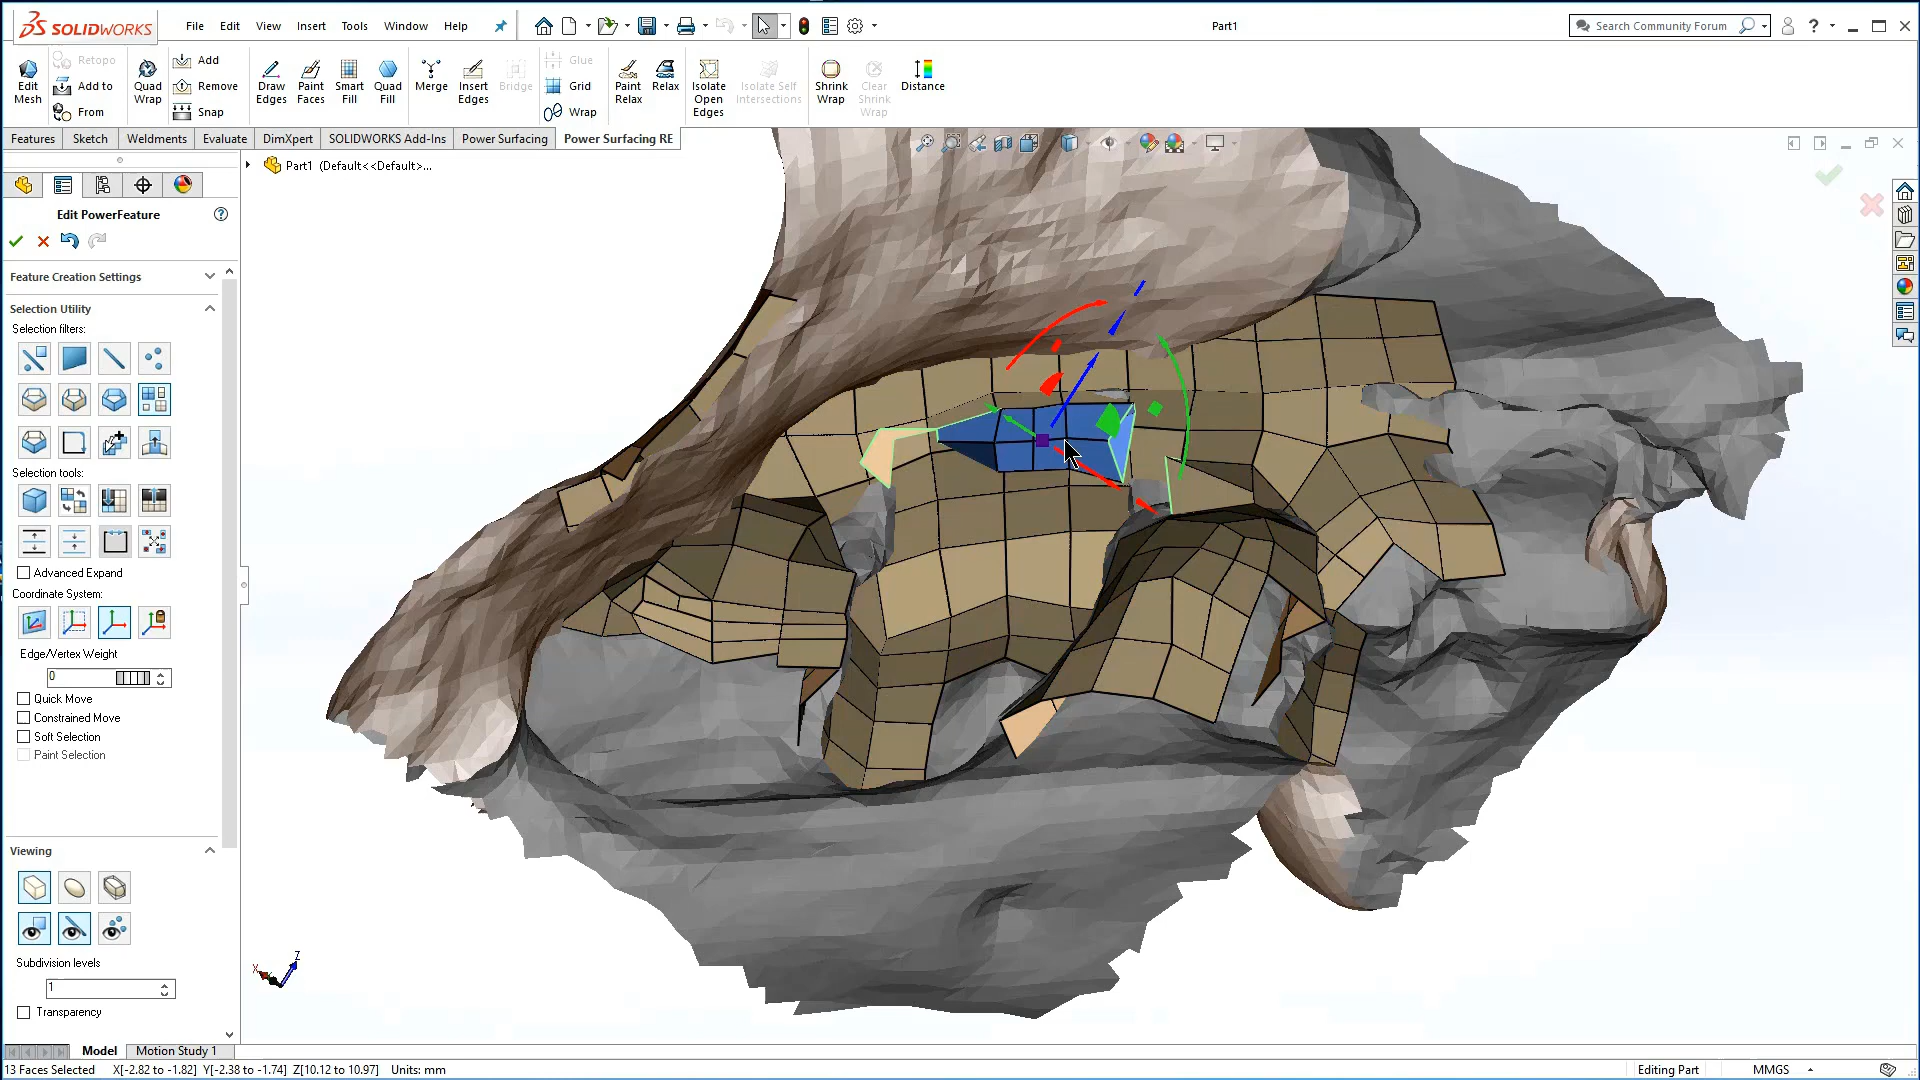 SOLIDWORKS File Edit View Insert Tools Window Help Part1 Search Community Forum ?
Retopo Add Glue
Edit Mesh Add to Quad Wrap Remove Draw Edges Paint Faces Smart Fill Quad Fill Merge Insert Edges Bridge Grid Paint Relax Relax Isolate Open Edges Isolate Self Intersections Shrink Wrap Clear Shrink Wrap Distance
From Snap Wrap
Features Sketch Weldments Evaluate DimXpert SOLIDWORKS Add-Ins Power Surfacing Power Surfacing RE
Part1 (Default<<Default>...
Edit PowerFeature ?
Feature Creation Settings
Selection Utility
Selection filters:
Selection tools:
Advanced Expand
Coordinate System:
Edge/Vertex Weight
0
Quick Move
Constrained Move
Soft Selection
Paint Selection
Viewing
Subdivision levels
1
Transparency
X Z
Model Motion Study 1
13 Faces Selected X[-2.82 to -1.82] Y[-2.38 to -1.74] Z[10.12 to 10.97] Units: mm Editing Part MMGS